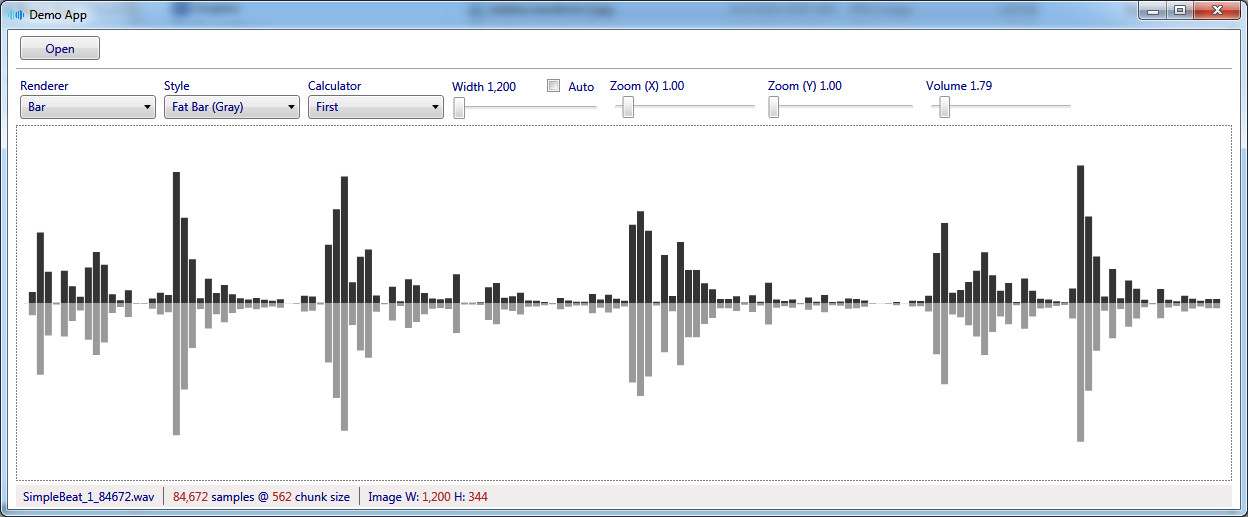 Demo App
Open
Renderer Style Calculator Width 1,200 Auto Zoom (X) 1.00 Zoom (Y) 1.00 Volume 1.79
Bar Fat Bar (Gray) First
SimpleBeat_1_84672.wav 84,672 samples @ 562 chunk size Image W: 1,200 H: 344